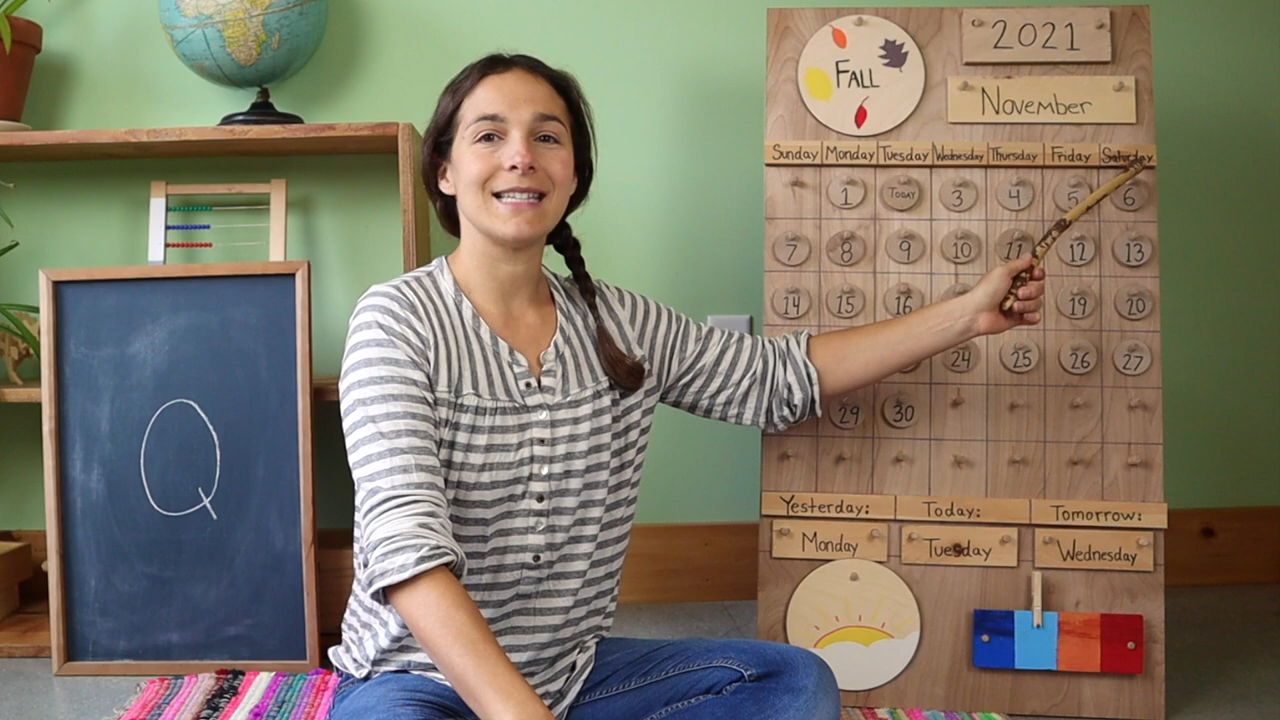 2021
FALL
November
Sunday Monday Tuesday Wednesday Thursday Friday Saturday
1 TODAY 3 4 5 6
7 8 9 10 11 12 13
14 15 16 19 20
24 25 26 27
29 30
Yesterday: Today: Tomorrow:
Monday Tuesday Wednesday
Q